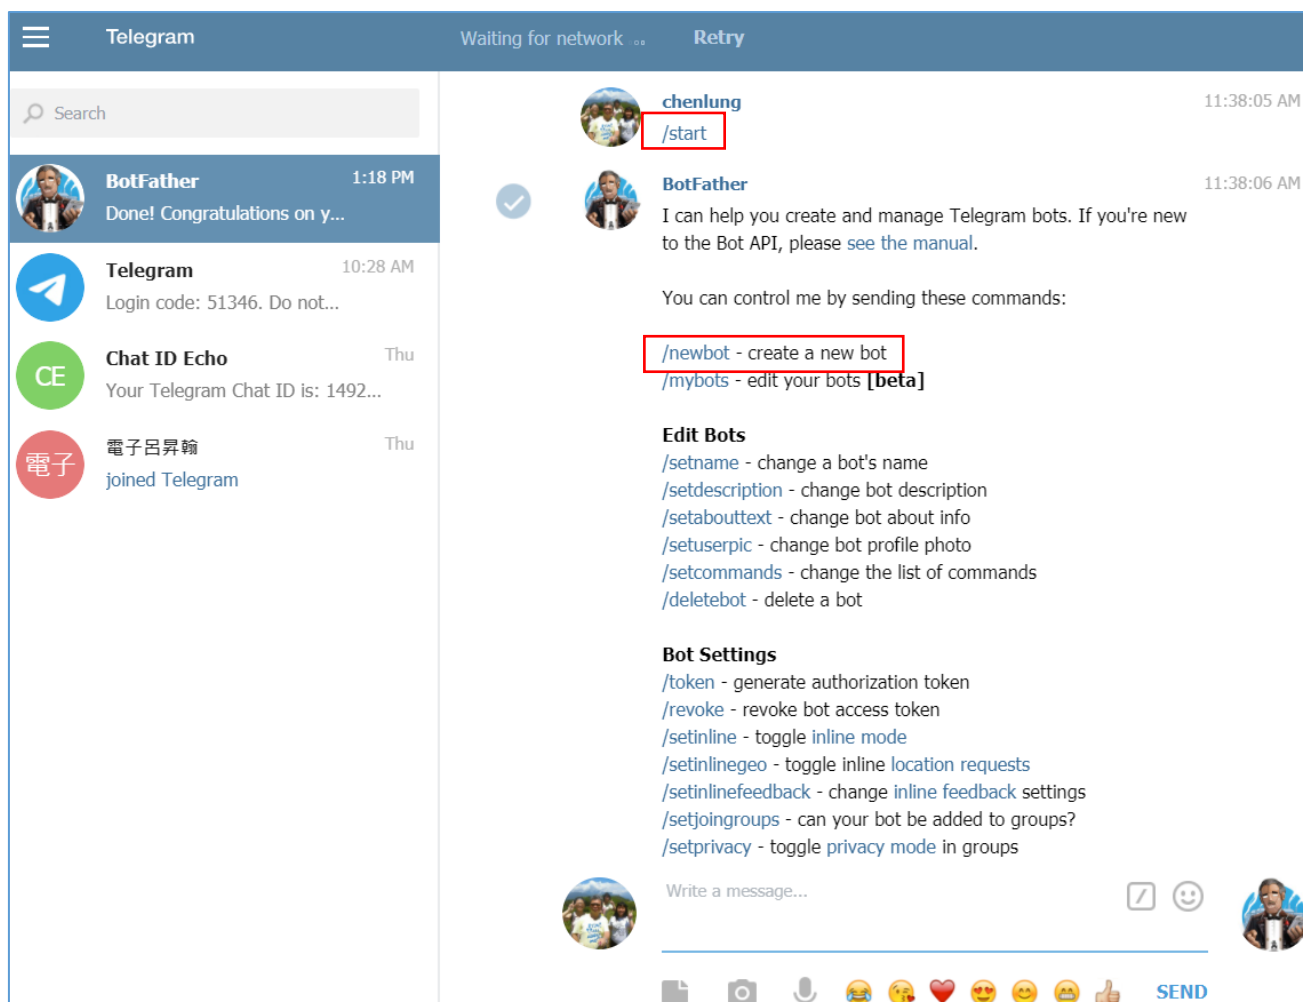 Telegram
Waiting for network
Retry
Search
BotFather 1:18 PM
Done! Congratulations on y...
Telegram 10:28 AM
Login code: 51346. Do not...
CE
Chat ID Echo Thu
Your Telegram Chat ID is: 1492...
電子
電子呂昇翰 Thu
joined Telegram
chenlung 11:38:05 AM
/start
BotFather 11:38:06 AM
I can help you create and manage Telegram bots. If you're new
to the Bot API, please see the manual.
You can control me by sending these commands:
/newbot - create a new bot
/mybots - edit your bots [beta]
Edit Bots
/setname - change a bot's name
/setdescription - change bot description
/setabouttext - change bot about info
/setuserpic - change bot profile photo
/setcommands - change the list of commands
/deletebot - delete a bot
Bot Settings
/token - generate authorization token
/revoke - revoke bot access token
/setinline - toggle inline mode
/setinlinegeo - toggle inline location requests
/setinlinefeedback - change inline feedback settings
/setjoingroups - can your bot be added to groups?
/setprivacy - toggle privacy mode in groups
Write a message...
SEND